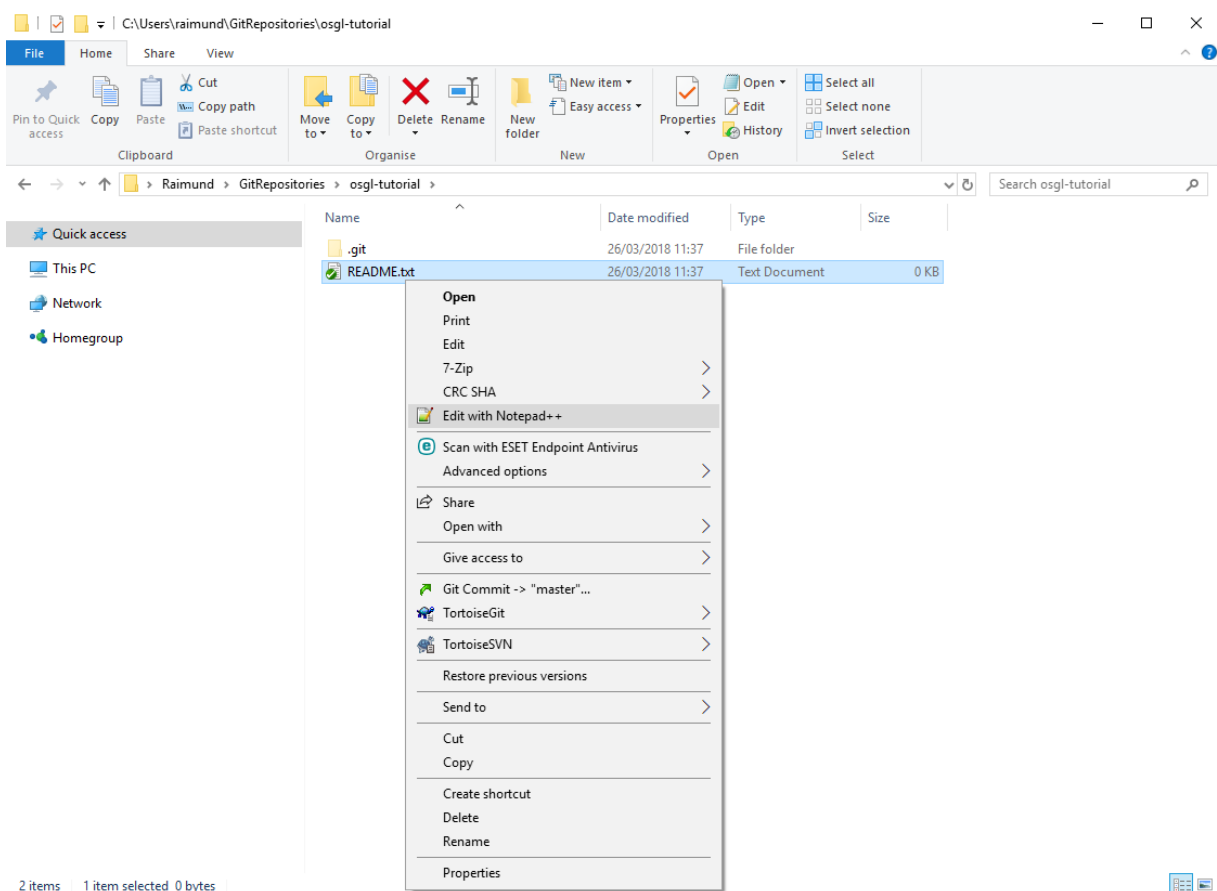 C:\Users\raimund\GitRepositories\osgl-tutorial
File Home Share View
Pin to Quick access
Copy
Paste
Cut
Copy path
Paste shortcut
Clipboard
Move to
Copy to
Delete
Rename
Organise
New folder
New item
Easy access
New
Properties
Open
Edit
History
Open
Select all
Select none
Invert selection
Select
Raimund > GitRepositories > osgl-tutorial >
Search osgl-tutorial
Quick access
This PC
Network
Homegroup
Name Date modified Type Size
.git 26/03/2018 11:37 File folder
README.txt 26/03/2018 11:37 Text Document 0 KB
Open
Print
Edit
7-Zip
CRC SHA
Edit with Notepad++
Scan with ESET Endpoint Antivirus
Advanced options
Share
Open with
Give access to
Git Commit -> "master"...
TortoiseGit
TortoiseSVN
Restore previous versions
Send to
Cut
Copy
Create shortcut
Delete
Rename
Properties
2 items 1 item selected 0 bytes